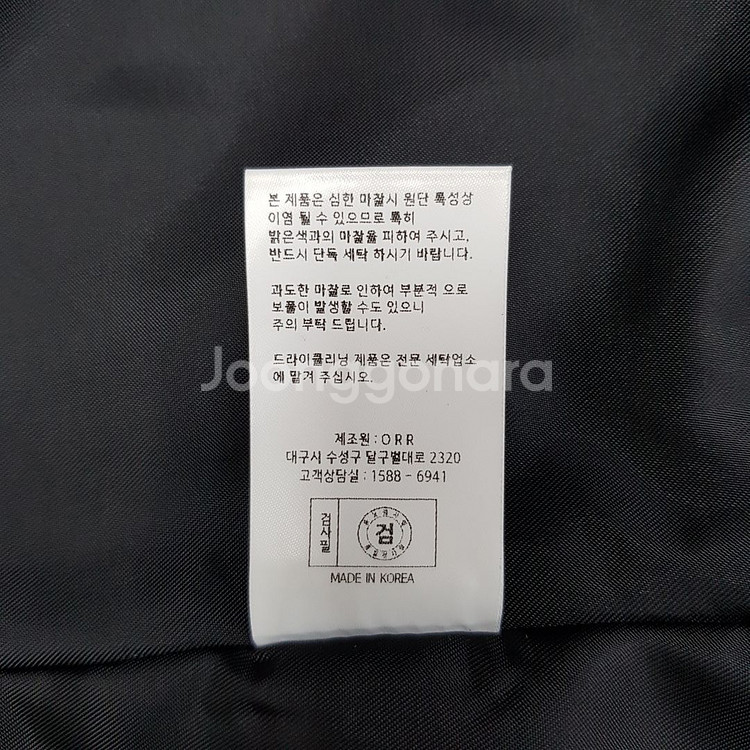 본 제품은 심한 마찰시 원단 특성상
이염 될 수 있으므로 특히
밝은색과의 마찰을 피하여 주시고,
반드시 단독 세탁 하시기 바랍니다.
과도한 마찰로 인하여 부분적 으로
보풀이 발생할 수도 있으니
주의 부탁 드립니다.
드라이클리닝 제품은 전문 세탁업소
에 맡겨 주십시오.
Joonggonara
제조원 : O R R
대구시 수성구 달구벌대로 2320
고객상담실 : 1588 - 6941
검사필
검
MADE IN KOREA